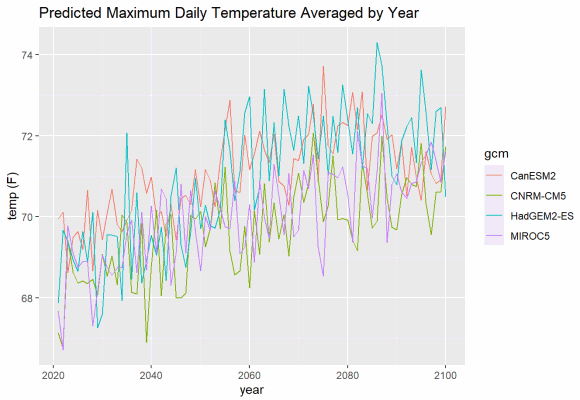 Predicted Maximum Daily Temperature Averaged by Year
temp (F)
74
72
70
68
2020
2040
2060
2080
2100
year
gcm
CanESM2
CNRM-CM5
HadGEM2-ES
MIROC5